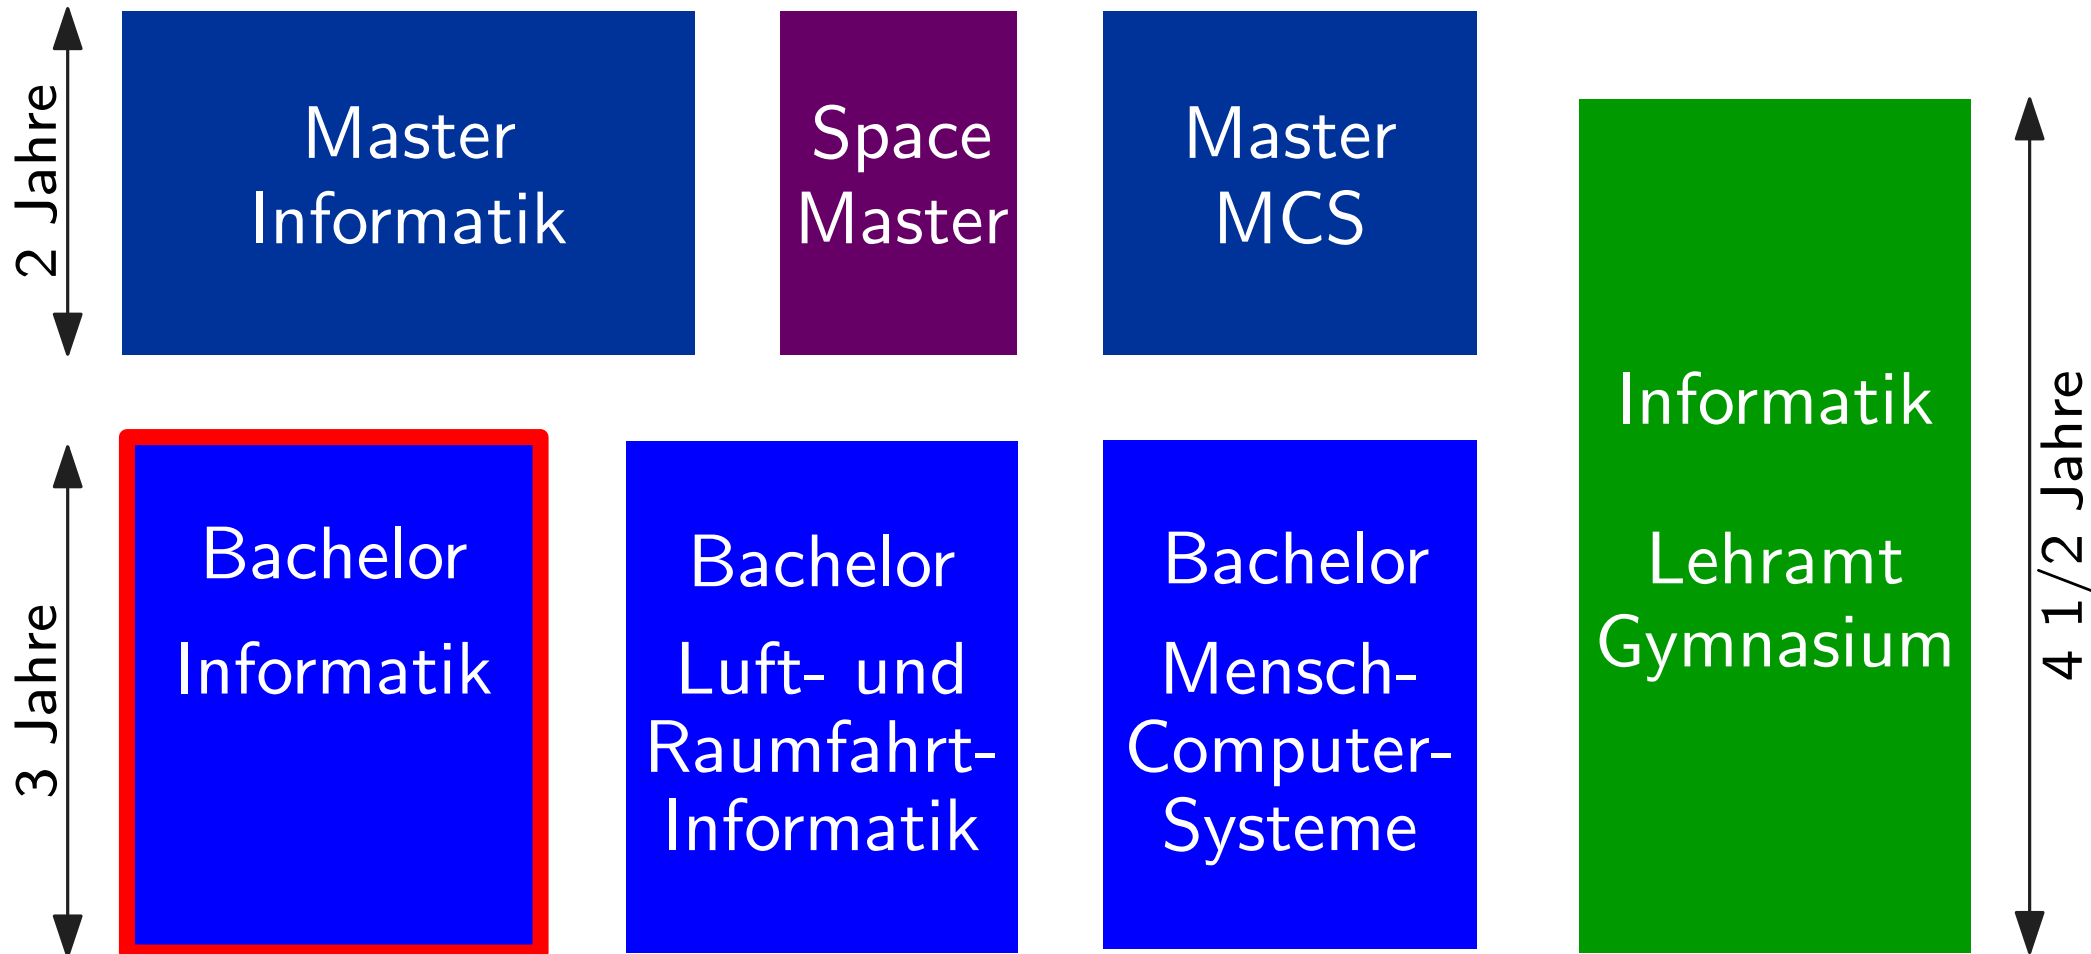 2 Jahre
Master
Informatik
Space
Master
Master
MCS
3 Jahre
Bachelor
Informatik
Bachelor
Luft- und
Raumfahrt-
Informatik
Bachelor
Mensch-
Computer-
Systeme
Informatik
Lehramt
Gymnasium
4 1/2 Jahre